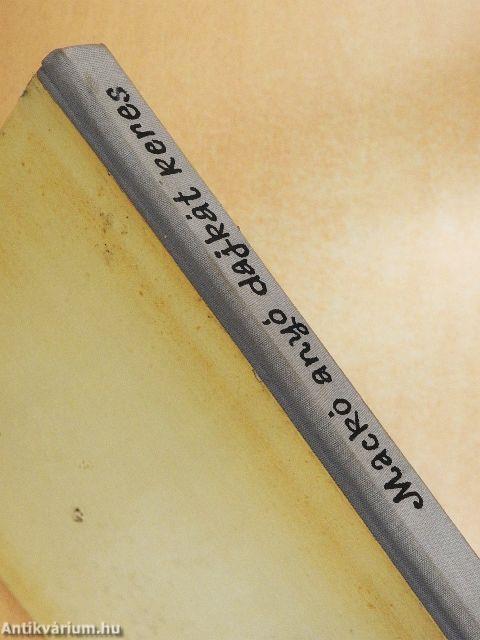 Mackó anyó dajkát keres
Antikvárium.hu